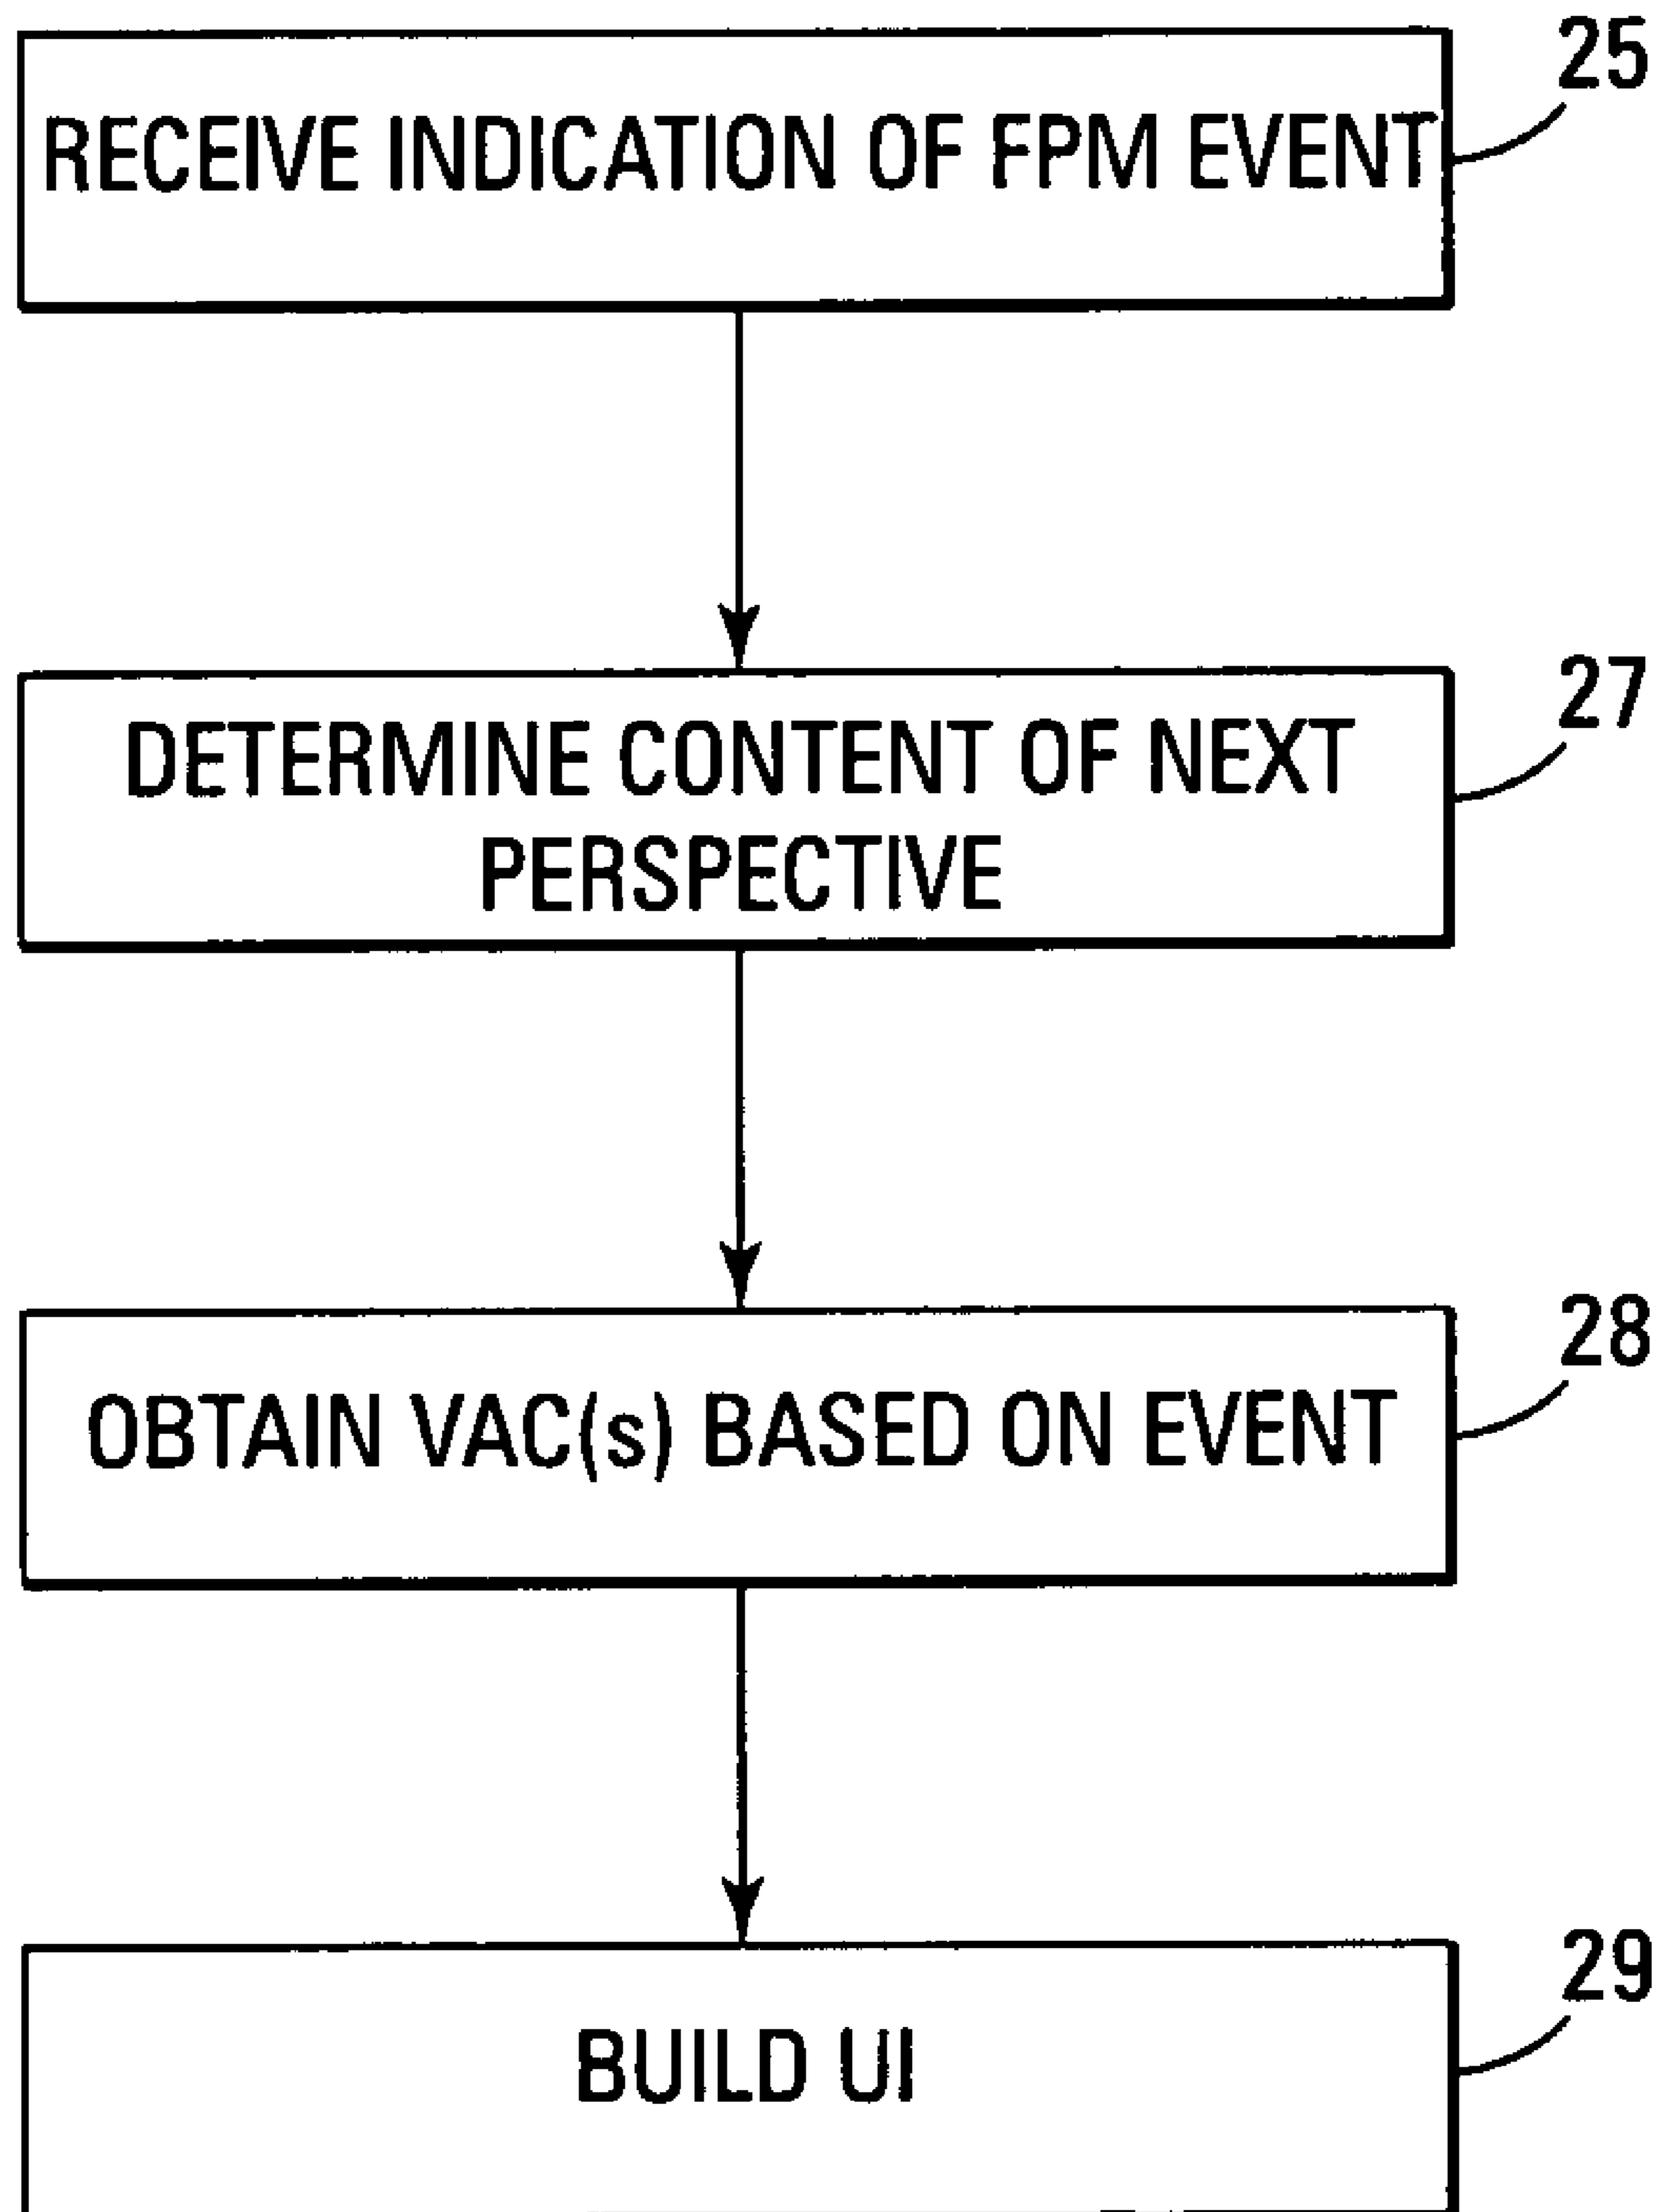 25
RECEIVE INDICATION OF FPM EVENT
27
DETERMINE CONTENT OF NEXT
PERSPECTIVE
28
OBTAIN VAC(s) BASED ON EVENT
29
BUILD UI